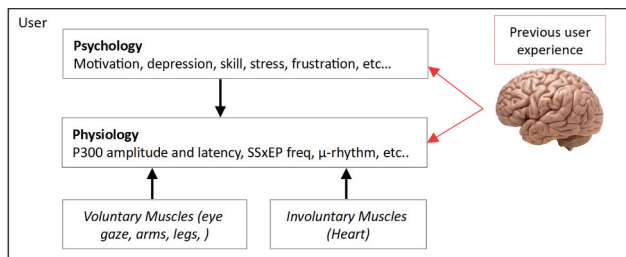 User
Psychology
Motivation, depression, skill, stress, frustration, etc...
Previous user
experience
Physiology
P300 amplitude and latency, SSxEP freq, μ-rhythm, etc..
Voluntary Muscles (eye
gaze, arms, legs, )
Involuntary Muscles
(Heart)